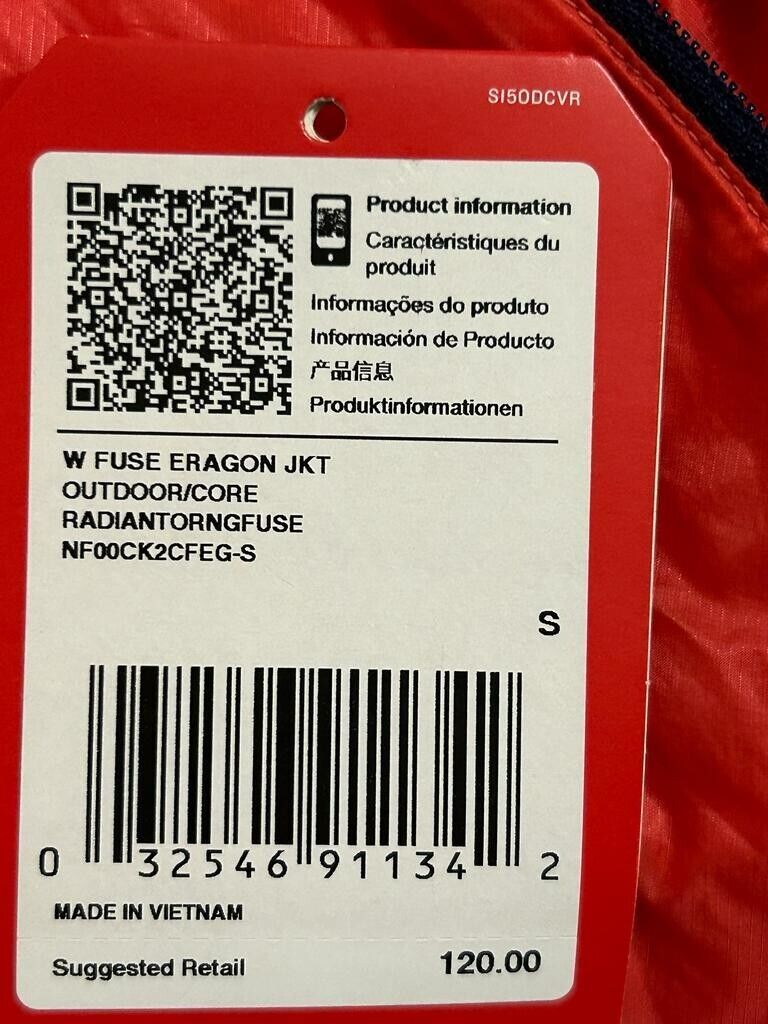 SI50DCVR
Product information
Caractéristiques du
produit
Informações do produto
Información de Producto
产品信息
Produktinformationen
W FUSE ERAGON JKT
OUTDOOR/CORE
RADIANTORNGFUSE
NF00CK2CFEG-S
S
0 32546 91134 2
MADE IN VIETNAM
Suggested Retail 120.00